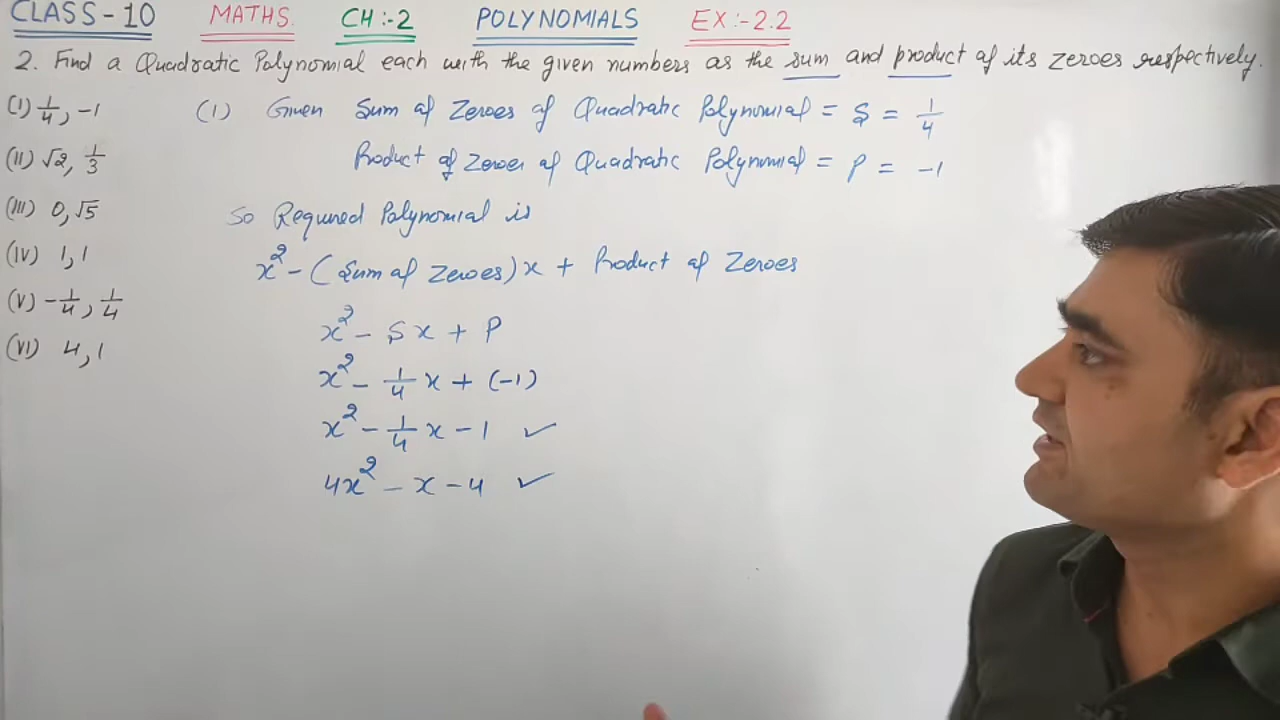 CLASS-10 MATHS. CH:-2 POLYNOMIALS EX:-2.2
2. Find a Quadratic Polynomial each with the given numbers as the sum and product of its zeroes respectively.
(I) 1/4, -1
(II) √2, 1/3
(III) 0, √5
(IV) 1, 1
(V) -1/4, 1/4
(VI) 4, 1
(1) Given Sum of Zeroes of Quadratic Polynomial = S = 1/4
Product of Zeroes of Quadratic Polynomial = P = -1
So Required Polynomial is
x² - (Sum of Zeroes)x + Product of Zeroes
x² - Sx + P
x² - 1/4 x + (-1)
x² - 1/4 x - 1 ✓
4x² - x - 4 ✓